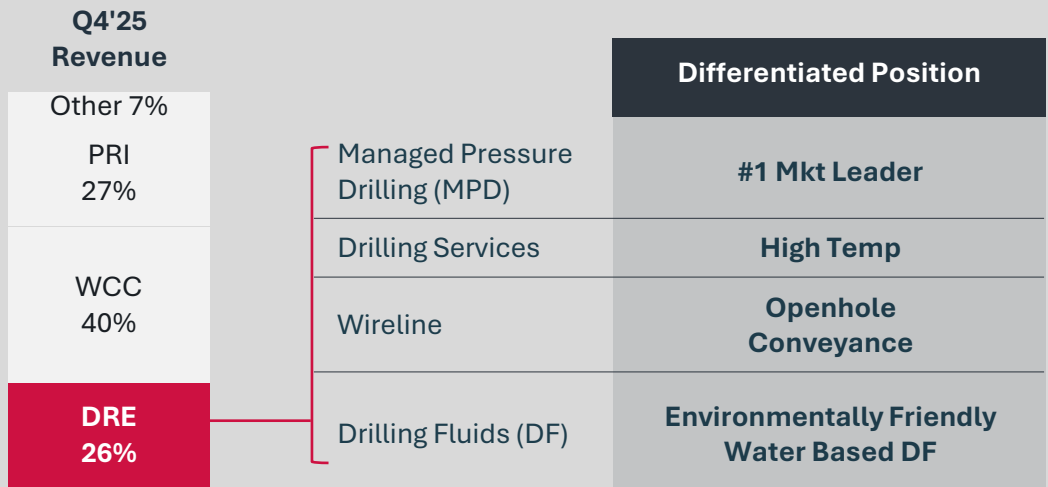 Q4'25
Revenue
Other 7%
PRI
27%
WCC
40%
DRE
26%
Differentiated Position
Managed Pressure
Drilling (MPD)
#1 Mkt Leader
Drilling Services
High Temp
Wireline
Openhole
Conveyance
Drilling Fluids (DF)
Environmentally Friendly
Water Based DF